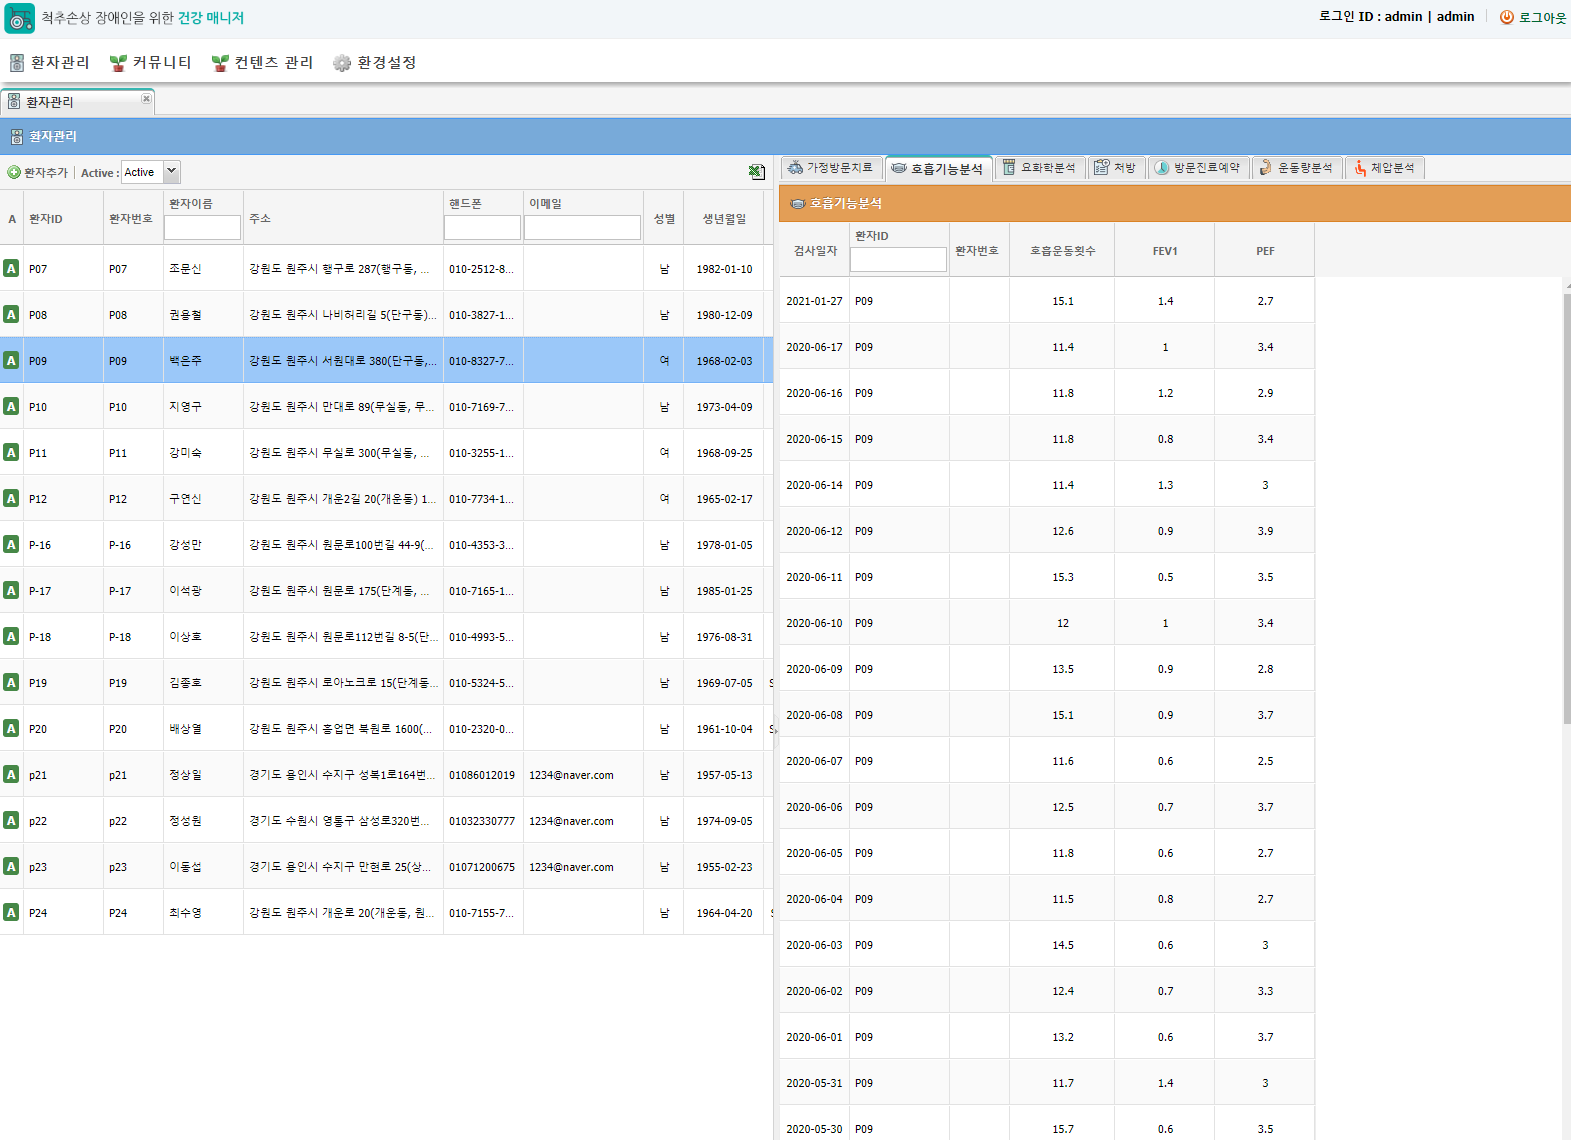 척추손상 장애인을 위한 건강 매니저
로그인 ID : admin | admin
로그아웃
환자관리
커뮤니티
컨텐츠 관리
환경설정
환자관리
환자관리
환자추가 | Active : Active
A 환자ID 환자번호 환자이름 주소 핸드폰 이메일 성별 생년월일
A P07 P07 조문신 강원도 원주시 행구로 287(행구동, ... 010-2512-8... 남 1982-01-10
A P08 P08 권용철 강원도 원주시 나비허리길 5(단구동)... 010-3827-1... 남 1980-12-09
A P09 P09 백은주 강원도 원주시 서원대로 380(단구동,... 010-8327-7... 여 1968-02-03
A P10 P10 지영구 강원도 원주시 만대로 89(무실동, 무... 010-7169-7... 남 1973-04-09
A P11 P11 강미숙 강원도 원주시 무실로 300(무실동, ... 010-3255-1... 여 1968-09-25
A P12 P12 구연신 강원도 원주시 개운2길 20(개운동) 1... 010-7734-1... 여 1965-02-17
A P-16 P-16 강성만 강원도 원주시 원문로100번길 44-9(... 010-4353-3... 남 1978-01-05
A P-17 P-17 이석광 강원도 원주시 원문로 175(단계동, ... 010-7165-1... 남 1985-01-25
A P-18 P-18 이상호 강원도 원주시 원문로112번길 8-5(단... 010-4993-5... 남 1976-08-31
A P19 P19 김종호 강원도 원주시 로아노크로 15(단계동... 010-5324-5... 남 1969-07-05
A P20 P20 배상열 강원도 원주시 흥업면 북원로 1600(... 010-2320-0... 남 1961-10-04
A p21 p21 정상일 경기도 용인시 수지구 성복1로164번... 01086012019 1234@naver.com 남 1957-05-13
A p22 p22 정성원 경기도 수원시 영통구 삼성로320번... 01032330777 1234@naver.com 남 1974-09-05
A p23 p23 이동섭 경기도 용인시 수지구 만현로 25(상... 01071200675 1234@naver.com 남 1955-02-23
A P24 P24 최수영 강원도 원주시 개운로 20(개운동, 원... 010-7155-7... 남 1964-04-20
가정방문치료 호흡기능분석 요화학분석 처방 방문진료예약 운동량분석 체압분석
호흡기능분석
검사일자 환자ID 환자번호 호흡운동횟수 FEV1 PEF
2021-01-27 P09 15.1 1.4 2.7
2020-06-17 P09 11.4 1 3.4
2020-06-16 P09 11.8 1.2 2.9
2020-06-15 P09 11.8 0.8 3.4
2020-06-14 P09 11.4 1.3 3
2020-06-12 P09 12.6 0.9 3.9
2020-06-11 P09 15.3 0.5 3.5
2020-06-10 P09 12 1 3.4
2020-06-09 P09 13.5 0.9 2.8
2020-06-08 P09 15.1 0.9 3.7
2020-06-07 P09 11.6 0.6 2.5
2020-06-06 P09 12.5 0.7 3.7
2020-06-05 P09 11.8 0.6 2.7
2020-06-04 P09 11.5 0.8 2.7
2020-06-03 P09 14.5 0.6 3
2020-06-02 P09 12.4 0.7 3.3
2020-06-01 P09 13.2 0.6 3.7
2020-05-31 P09 11.7 1.4 3
2020-05-30 P09 15.7 0.6 3.5